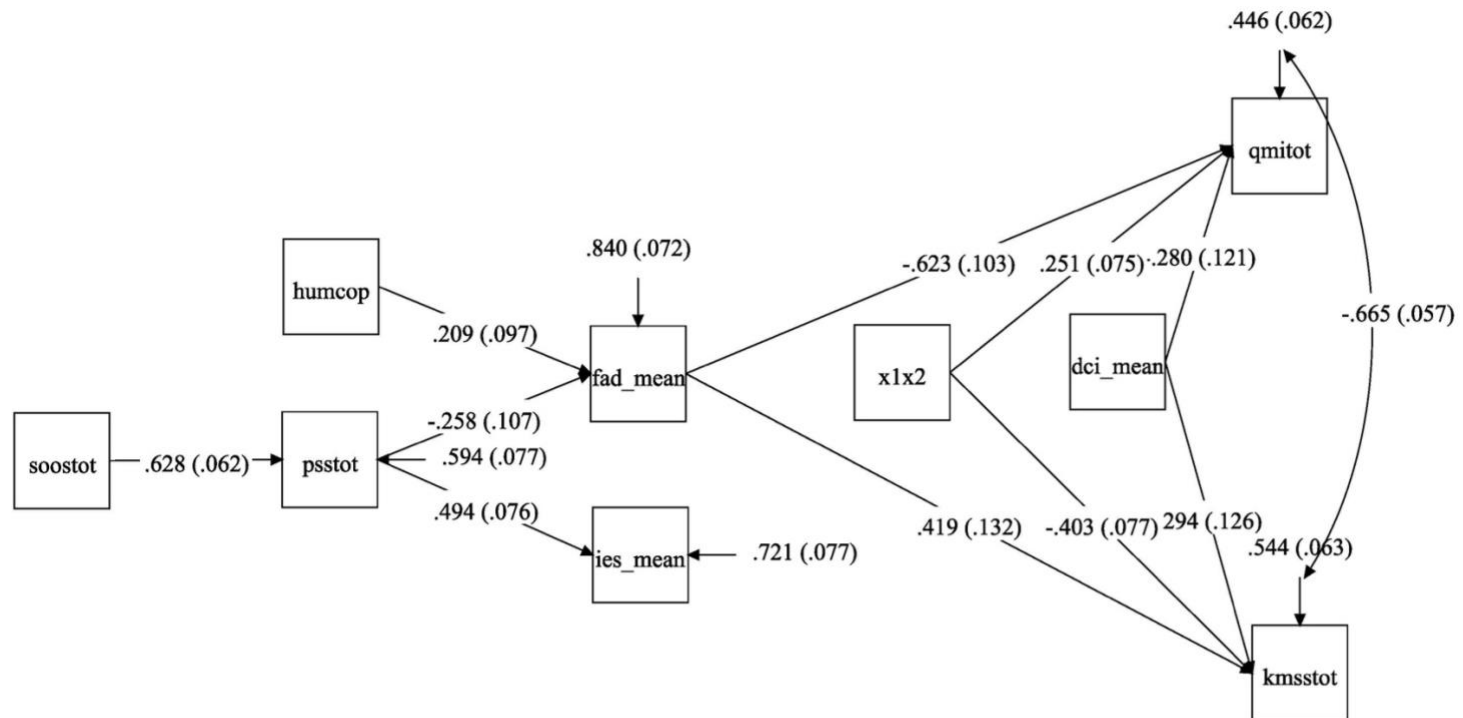 .446 (.062)
qmitot
.840 (.072)
humcop
-.623 (.103)
.251 (.075)
-.280 (.121)
.209 (.097)
-.665 (.057)
fad_mean
x1x2
dci_mean
-.258 (.107)
soostot
.628 (.062)
psstot
.594 (.077)
.494 (.076)
.419 (.132)
-.403 (.077)
294 (.126)
.544 (.063)
ies_mean
.721 (.077)
kmsstot